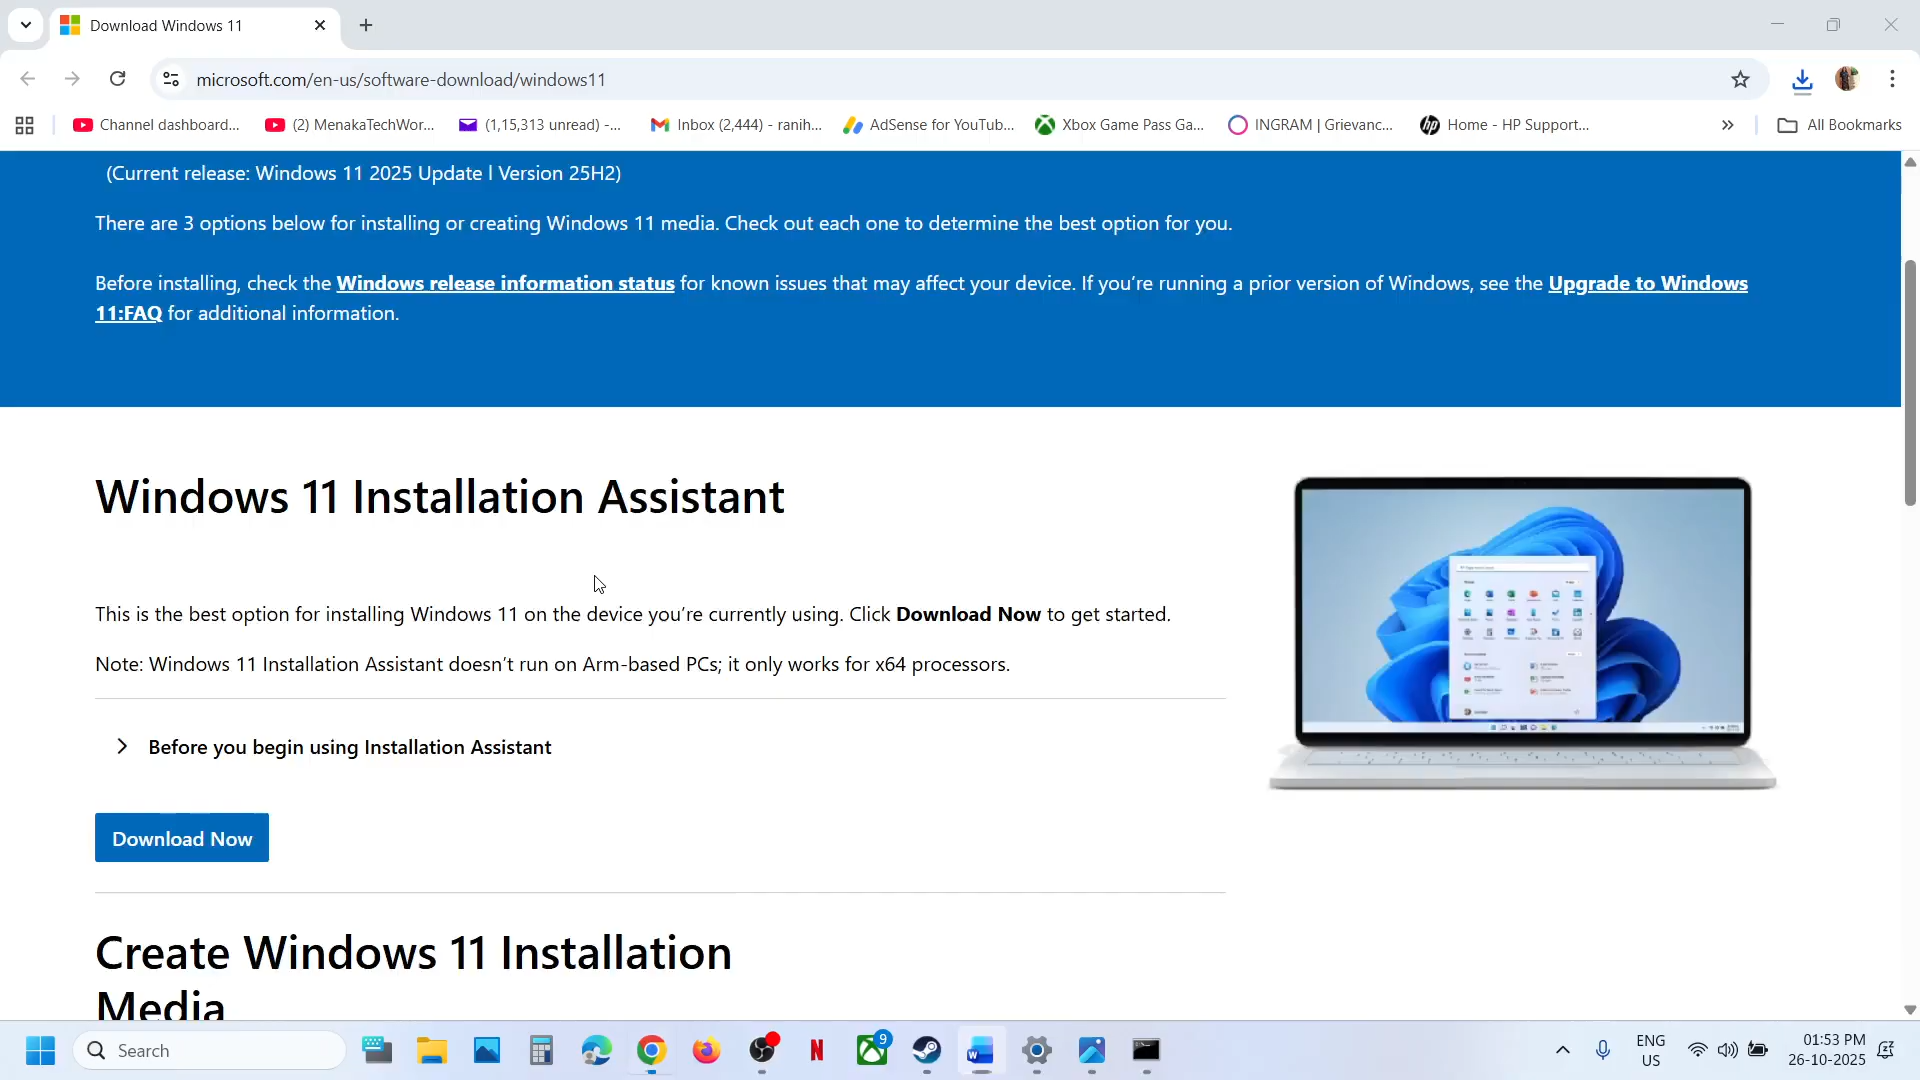 Download Windows 11
microsoft.com/en-us/software-download/windows11
Channel dashboard...
(2) MenakaTechWor...
(1,15,313 unread) -...
Inbox (2,444) - ranih...
AdSense for YouTub...
Xbox Game Pass Ga...
INGRAM | Grievanc...
Home - HP Support...
All Bookmarks
(Current release: Windows 11 2025 Update l Version 25H2)
There are 3 options below for installing or creating Windows 11 media. Check out each one to determine the best option for you.
Before installing, check the Windows release information status for known issues that may affect your device. If you’re running a prior version of Windows, see the Upgrade to Windows
11:FAQ for additional information.
Windows 11 Installation Assistant
This is the best option for installing Windows 11 on the device you’re currently using. Click Download Now to get started.
Note: Windows 11 Installation Assistant doesn’t run on Arm-based PCs; it only works for x64 processors.
Before you begin using Installation Assistant
Download Now
Create Windows 11 Installation
Media
Search
9
ENG
US
01:53 PM
26-10-2025